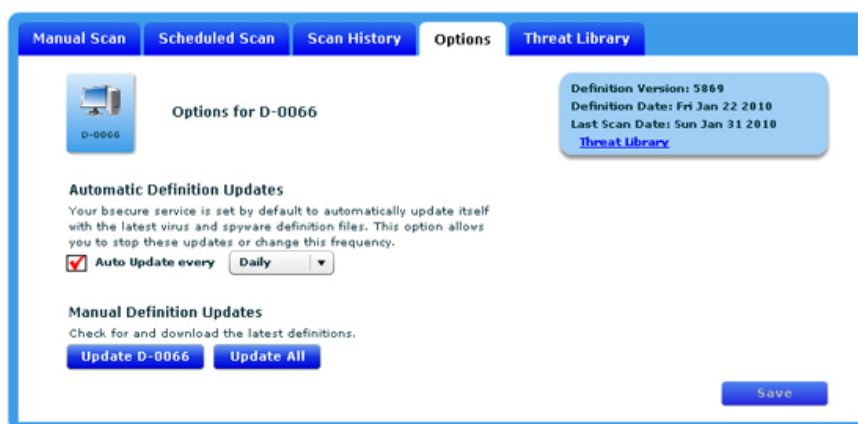 Manual Scan
Scheduled Scan
Scan History
Options
Threat Library
D-0066
Options for D-0066
Definition Version: 5869
Definition Date: Fri Jan 22 2010
Last Scan Date: Sun Jan 31 2010
Threat Library
Automatic Definition Updates
Your bsecure service is set by default to automatically update itself
with the latest virus and spyware definition files. This option allows
you to stop these updates or change this frequency.
Auto Update every
Daily
Manual Definition Updates
Check for and download the latest definitions.
Update D-0066
Update All
Save